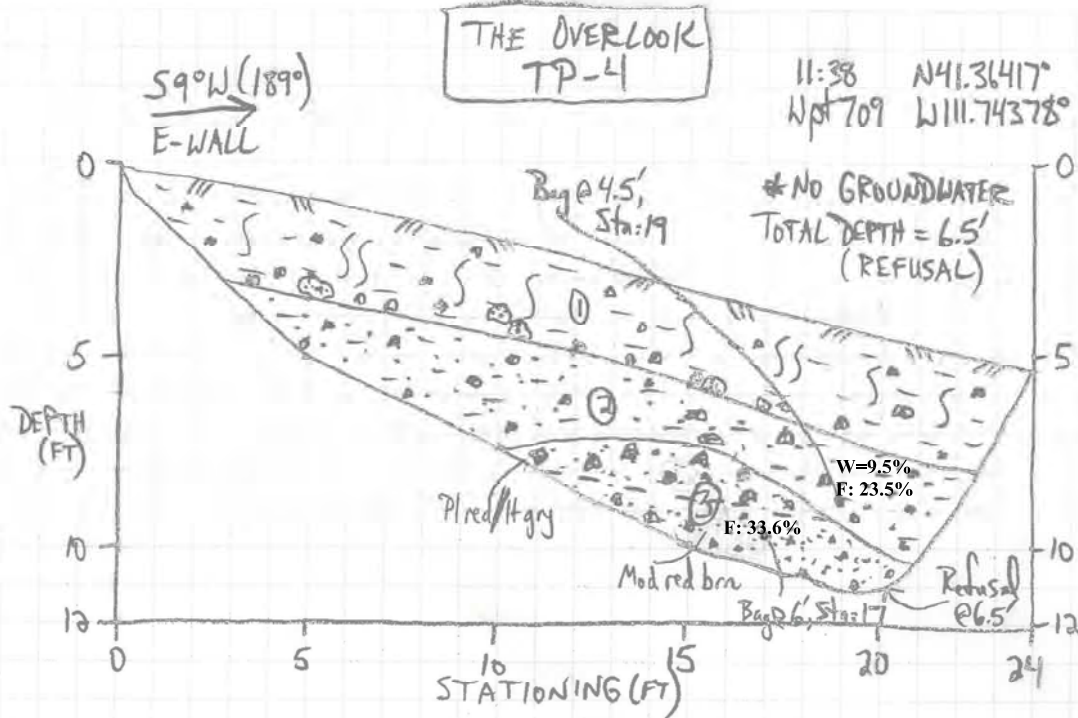 THE OVERLOOK
TP-4
S9°W (189°)
E-WALL
11:38 N41.36417°
Wpt 709 W111.74378°
Bag @ 4.5',
Sta: 19
* NO GROUNDWATER
TOTAL DEPTH = 6.5'
(REFUSAL)
0
5
10
12
DEPTH
(FT)
0
5
10
12
1
2
3
W=9.5%
F: 23.5%
F: 33.6%
Pl red/lt gry
Mod red brn
Bag @ 6', Sta: 17
Refusal
@6.5'
0 5 10 15 20 24
STATIONING (FT)